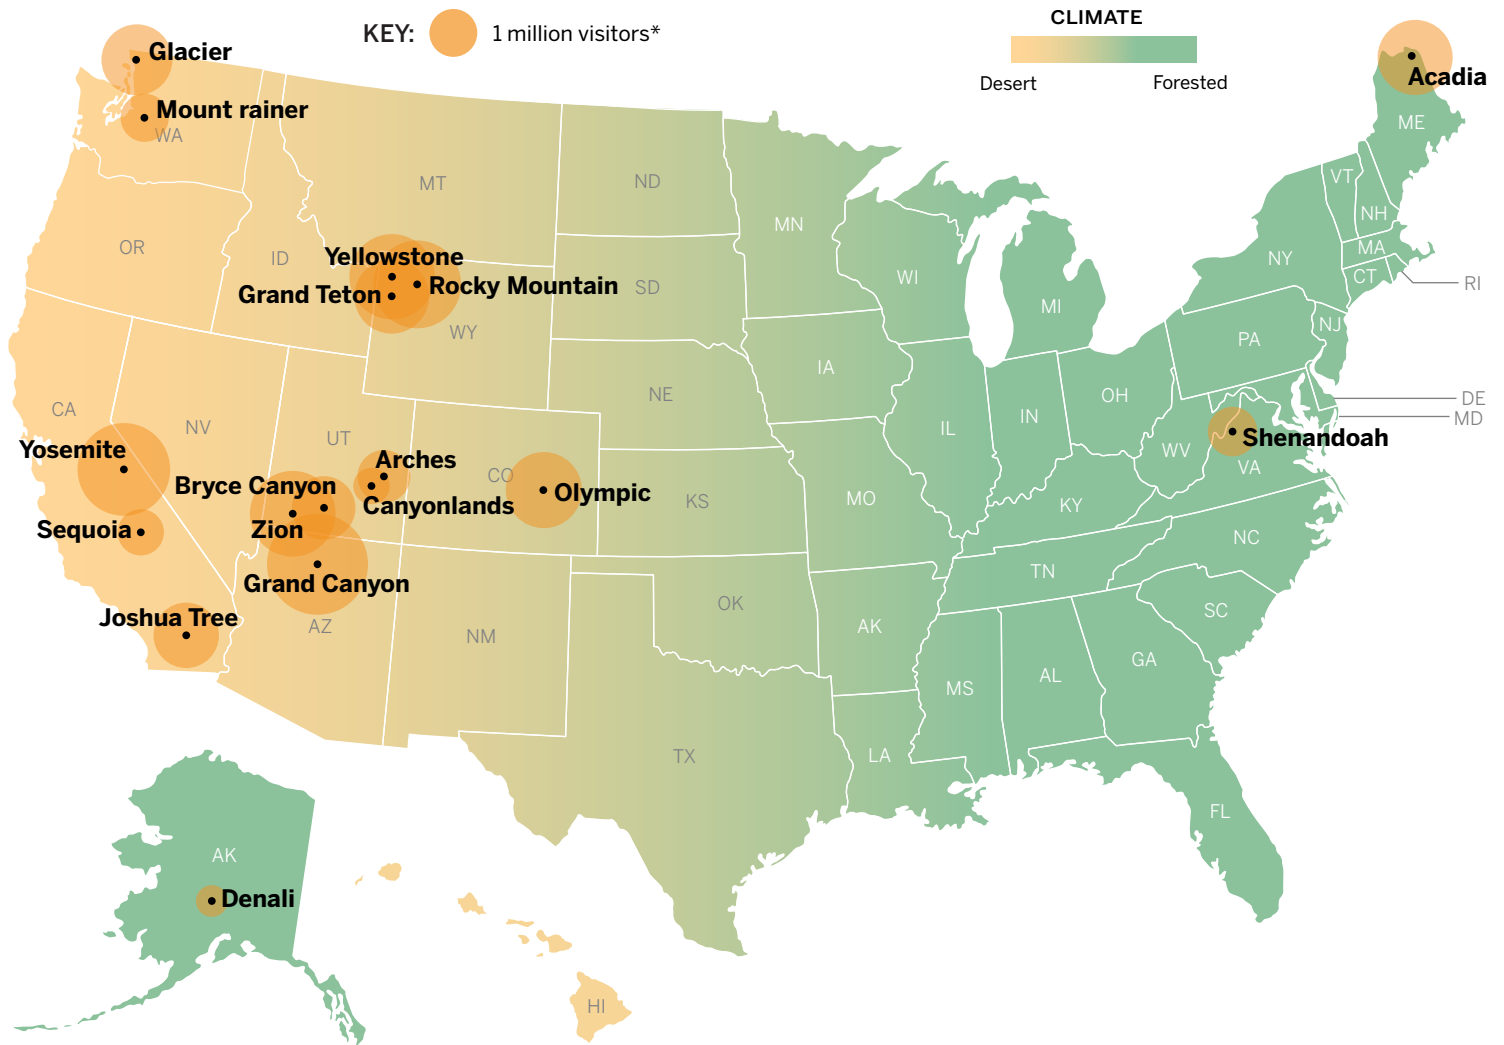 KEY:
1 million visitors*
CLIMATE
Desert
Forested
Glacier
Mount rainer
WA
Acadia
ME
MT
ND
MN
VT
NH
OR
ID
Yellowstone
Grand Teton
Rocky Mountain
SD
WI
MI
NY
MA
CT
RI
WY
IA
PA
NJ
CA
NV
UT
NE
IL
IN
OH
DE
MD
Yosemite
Arches
CO
Olympic
Bryce Canyon
Canyonlands
Zion
KS
MO
KY
WV
Shenandoah
VA
Sequoia
Grand Canyon
AZ
Joshua Tree
NM
OK
AK
TN
NC
SC
MS
AL
GA
TX
LA
FL
AK
Denali
HI